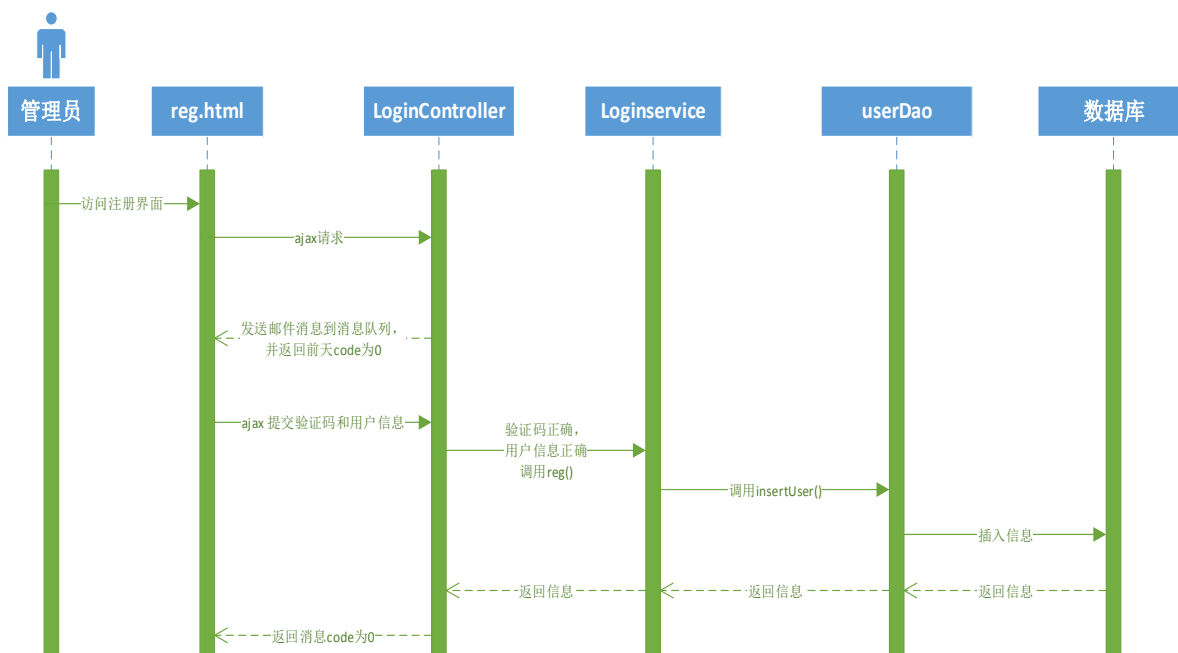 管理员
reg.html
LoginController
Loginservice
userDao
数据库
访问注册界面
ajax请求
发送邮件消息到消息队列，
并返回前天code为0
ajax 提交验证码和用户信息
验证码正确，
用户信息正确
调用reg()
调用insertUser()
插入信息
返回信息
返回信息
返回信息
返回消息code为0